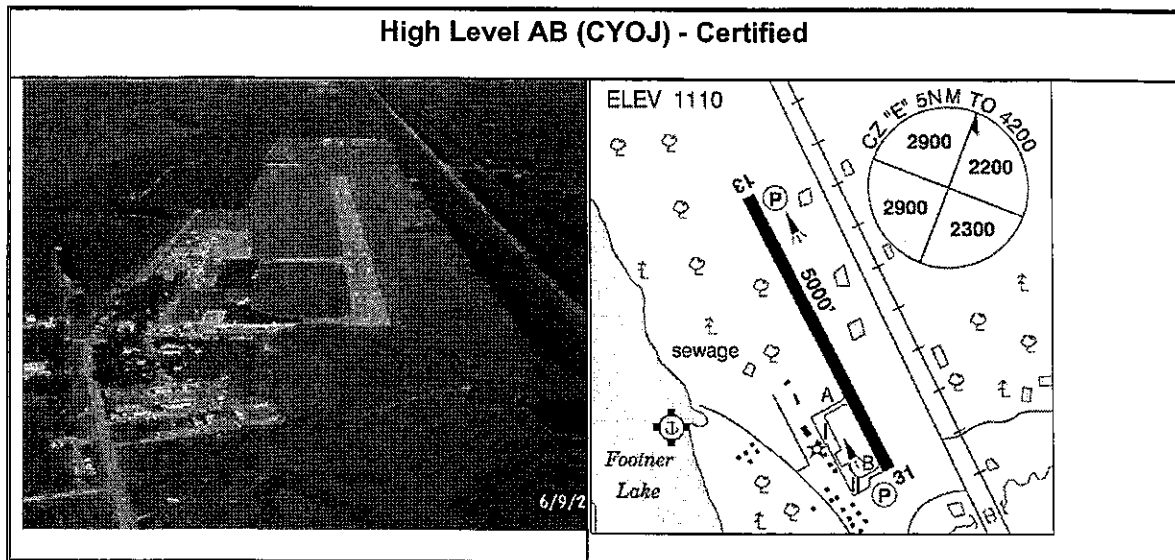 High Level AB (CYOJ) - Certified
6/9/2
ELEV 1110
CZ "E" 5NM TO 4200
2900
2200
2900
2300
13
P
5000'
sewage
A
B
Footner
Lake
31
P